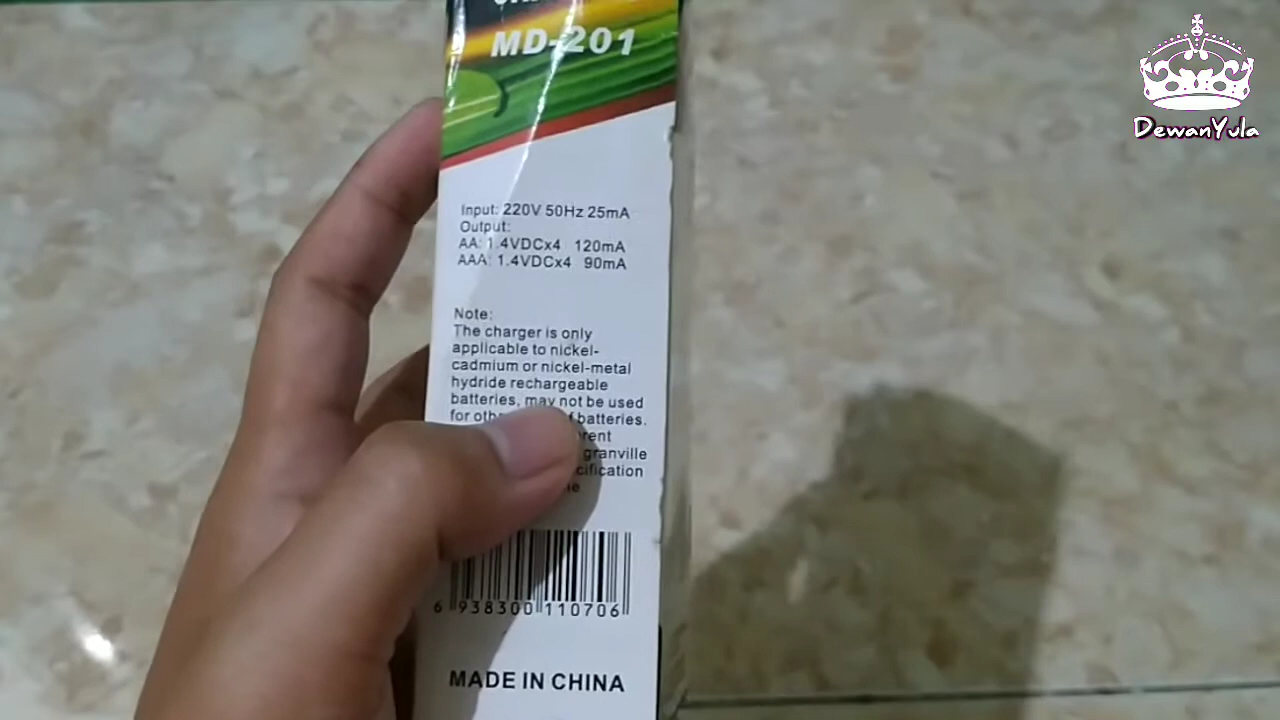 DewanYula
MD-201
Input: 220V 50Hz 25mA
Output:
AA: 1.4VDCx4 120mA
AAA: 1.4VDCx4 90mA
Note:
The charger is only
applicable to nickel-
cadmium or nickel-metal
hydride rechargeable
batteries, may not be used
for batteries.
granville
6 938300 110706
MADE IN CHINA